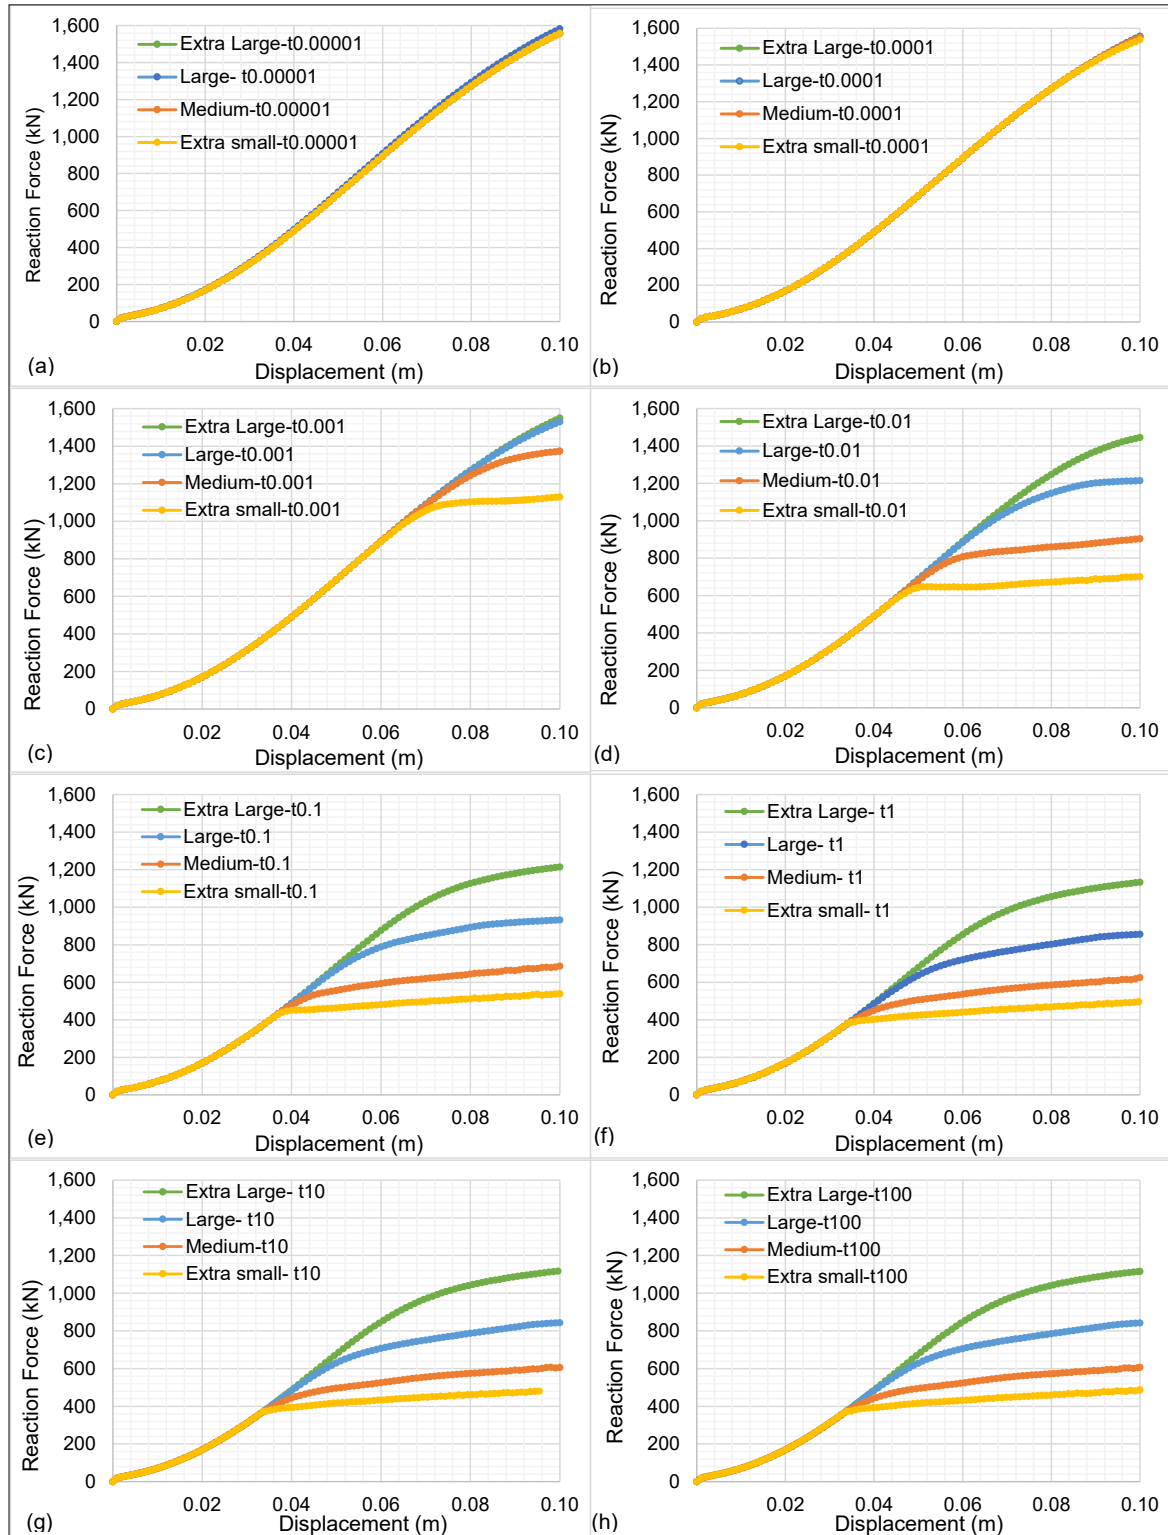 1,600
1,400
1,200
1,000
800
600
400
200
0
Reaction Force (kN)
Extra Large-t0.00001
Large- t0.00001
Medium-t0.00001
Extra small-t0.00001
0.02 0.04 0.06 0.08 0.10
Displacement (m)
(a)
1,600
1,400
1,200
1,000
800
600
400
200
0
Reaction Force (kN)
Extra Large-t0.0001
Large-t0.0001
Medium-t0.0001
Extra small-t0.0001
0.02 0.04 0.06 0.08 0.10
Displacement (m)
(b)
1,600
1,400
1,200
1,000
800
600
400
200
0
Reaction Force (kN)
Extra Large-t0.001
Large-t0.001
Medium-t0.001
Extra small-t0.001
0.02 0.04 0.06 0.08 0.10
Displacement (m)
(c)
1,600
1,400
1,200
1,000
800
600
400
200
0
Reaction Force (kN)
Extra Large-t0.01
Large-t0.01
Medium-t0.01
Extra small-t0.01
0.02 0.04 0.06 0.08 0.10
Displacement (m)
(d)
1,600
1,400
1,200
1,000
800
600
400
200
0
Reaction Force (kN)
Extra Large-t0.1
Large-t0.1
Medium-t0.1
Extra small-t0.1
0.02 0.04 0.06 0.08 0.10
Displacement (m)
(e)
1,600
1,400
1,200
1,000
800
600
400
200
0
Reaction Force (kN)
Extra Large- t1
Large- t1
Medium- t1
Extra small- t1
0.02 0.04 0.06 0.08 0.10
Displacement (m)
(f)
1,600
1,400
1,200
1,000
800
600
400
200
0
Reaction Force (kN)
Extra Large- t10
Large- t10
Medium-t10
Extra small- t10
0.02 0.04 0.06 0.08 0.10
Displacement (m)
(g)
1,600
1,400
1,200
1,000
800
600
400
200
0
Reaction Force (kN)
Extra Large-t100
Large-t100
Medium-t100
Extra small-t100
0.02 0.04 0.06 0.08 0.10
Displacement (m)
(h)